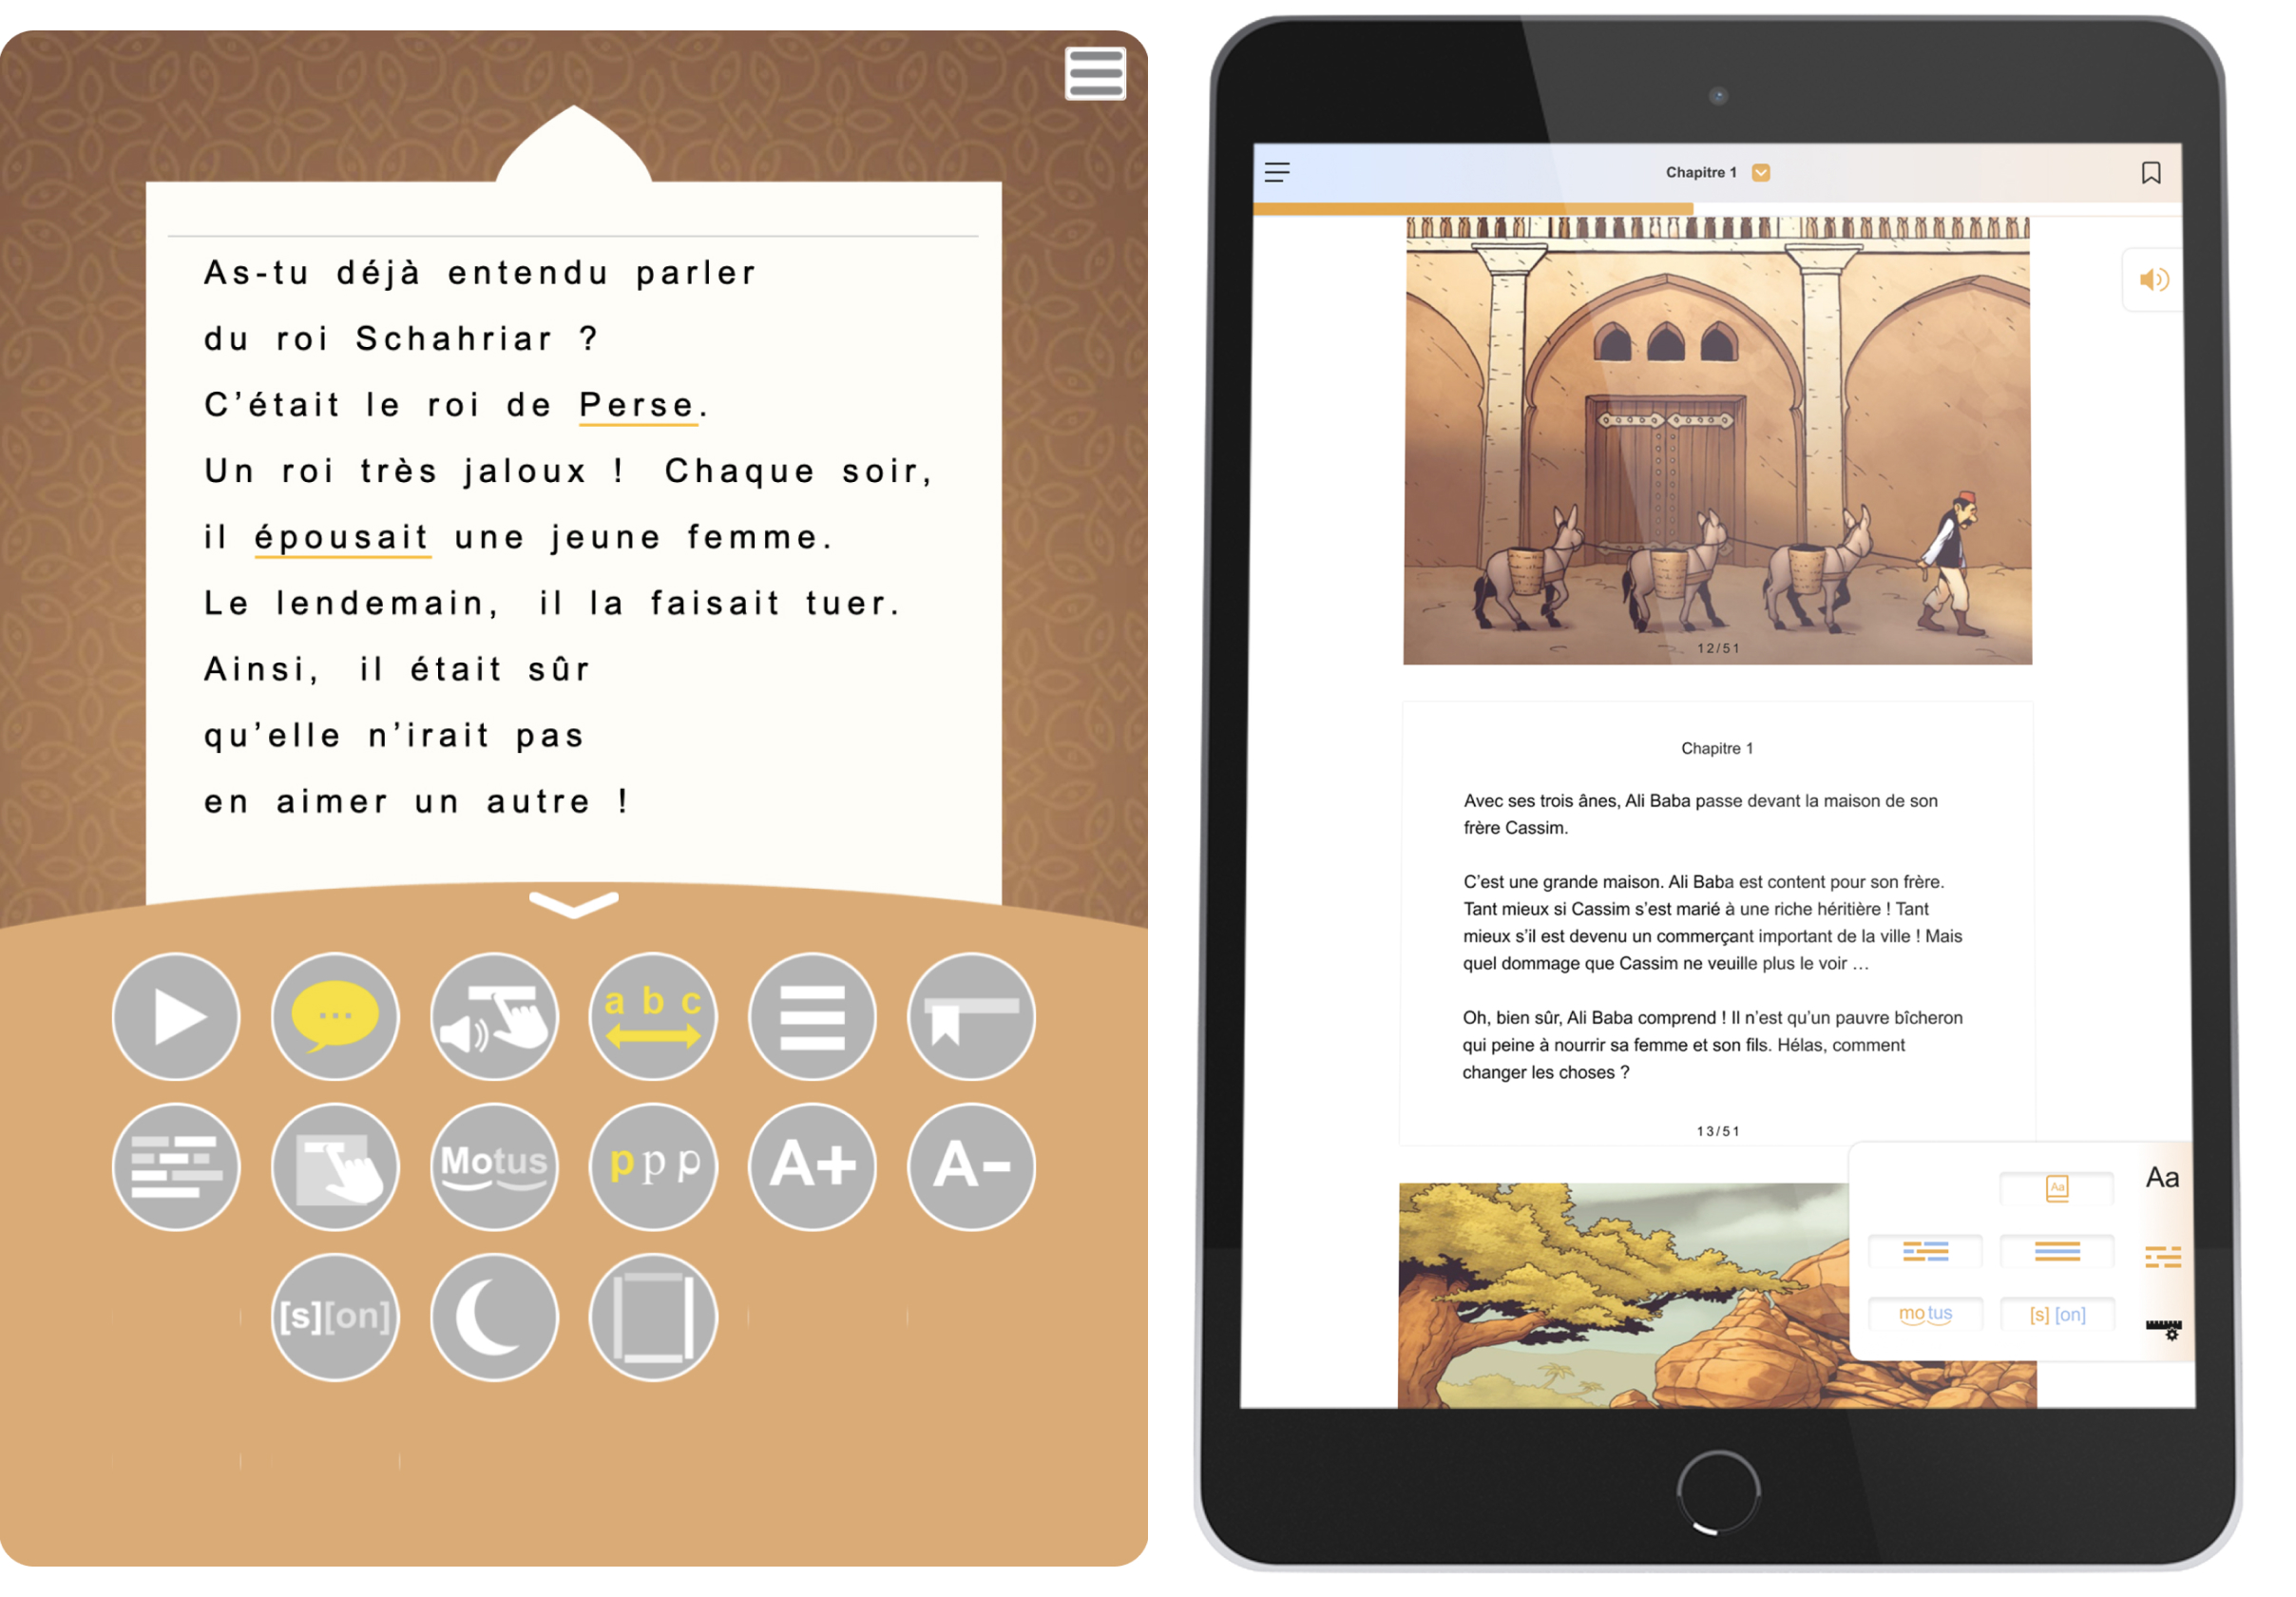 As-tu déjà entendu parler
du roi Schahriar ?
C’était le roi de Perse.
Un roi très jaloux ! Chaque soir,
il épousait une jeune femme.
Le lendemain, il la faisait tuer.
Ainsi, il était sûr
qu’elle n’irait pas
en aimer un autre !
...
a b c
Motus
p p p
A+
A-
[s][on]
Chapitre 1
12/51
Chapitre 1
Avec ses trois ânes, Ali Baba passe devant la maison de son
frère Cassim.
C’est une grande maison. Ali Baba est content pour son frère.
Tant mieux si Cassim s’est marié à une riche héritière ! Tant
mieux s’il est devenu un commerçant important de la ville ! Mais
quel dommage que Cassim ne veuille plus le voir …
Oh, bien sûr, Ali Baba comprend ! Il n’est qu’un pauvre bîcheron
qui peine à nourrir sa femme et son fils. Hélas, comment
changer les choses ?
13/51
Aa
Aa
motus
[s] [on]